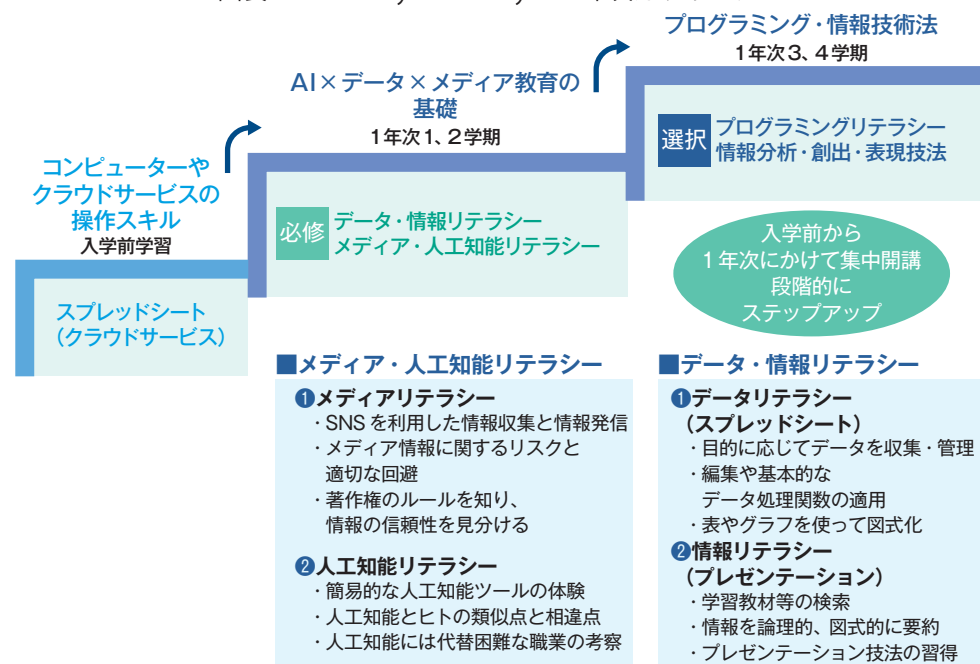 プログラミング・情報技術法
1年次3、4学期
AI×データ×メディア教育の
基礎
1年次1、2学期
選択
プログラミングリテラシー
情報分析・創出・表現技法
コンピューターや
クラウドサービスの
操作スキル
入学前学習
必修
データ・情報リテラシー
メディア・人工知能リテラシー
入学前から
1年次にかけて集中開講
段階的に
ステップアップ
スプレッドシート
(クラウドサービス)
■メディア・人工知能リテラシー
❶メディアリテラシー
・SNSを利用した情報収集と情報発信
・メディア情報に関するリスクと
適切な回避
・著作権のルールを知り、
情報の信頼性を見分ける
❷人工知能リテラシー
・簡易的な人工知能ツールの体験
・人工知能とヒトの類似点と相違点
・人工知能には代替困難な職業の考察
■データ・情報リテラシー
❶データリテラシー
(スプレッドシート)
・目的に応じてデータを収集・管理
・編集や基本的な
データ処理関数の適用
・表やグラフを使って図式化
❷情報リテラシー
(プレゼンテーション)
・学習教材等の検索
・情報を論理的、図式的に要約
・プレゼンテーション技法の習得